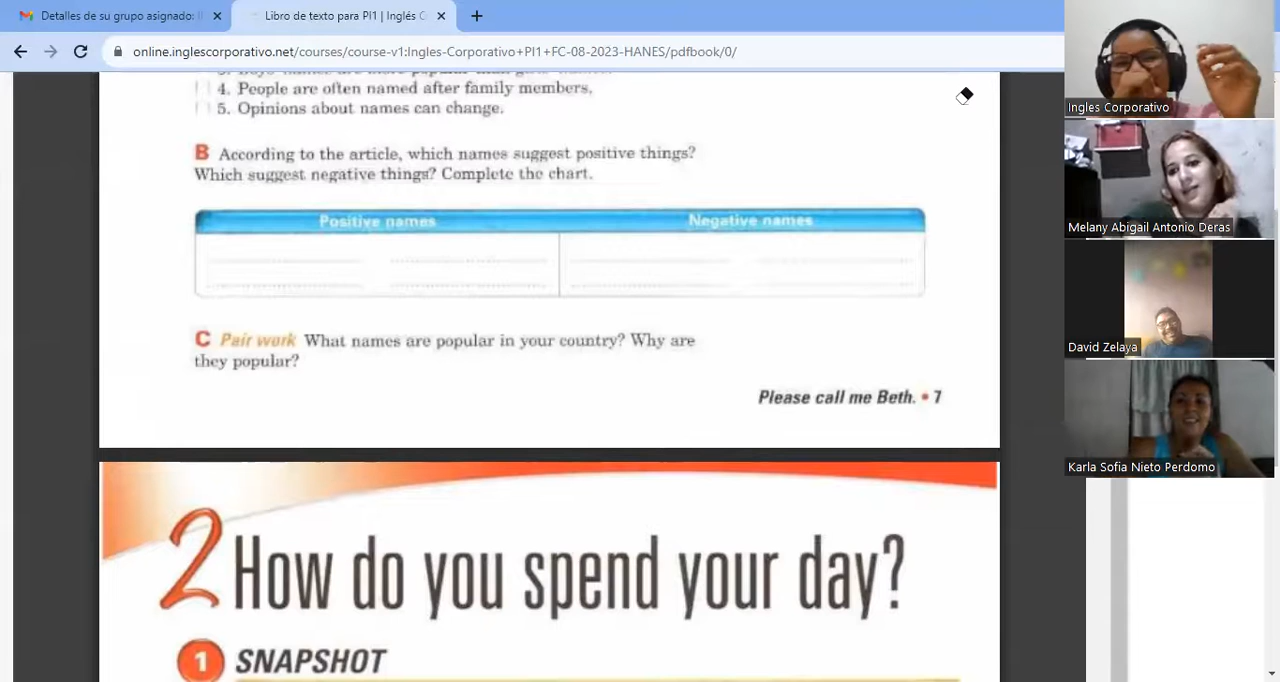 Detalles de su grupo asignado: I
Libro de texto para PI1 | Inglés C
online.inglescorporativo.net/courses/course-v1:Ingles-Corporativo+PI1+FC-08-2023-HANES/pdfbook/0/
4. People are often named after family members.
5. Opinions about names can change.
B According to the article, which names suggest positive things?
Which suggest negative things? Complete the chart.
Positive names Negative names
C Pair work What names are popular in your country? Why are
they popular?
Please call me Beth. • 7
2 How do you spend your day?
1 SNAPSHOT
Ingles Corporativo
Melany Abigail Antonio Deras
David Zelaya
Karla Sofia Nieto Perdomo